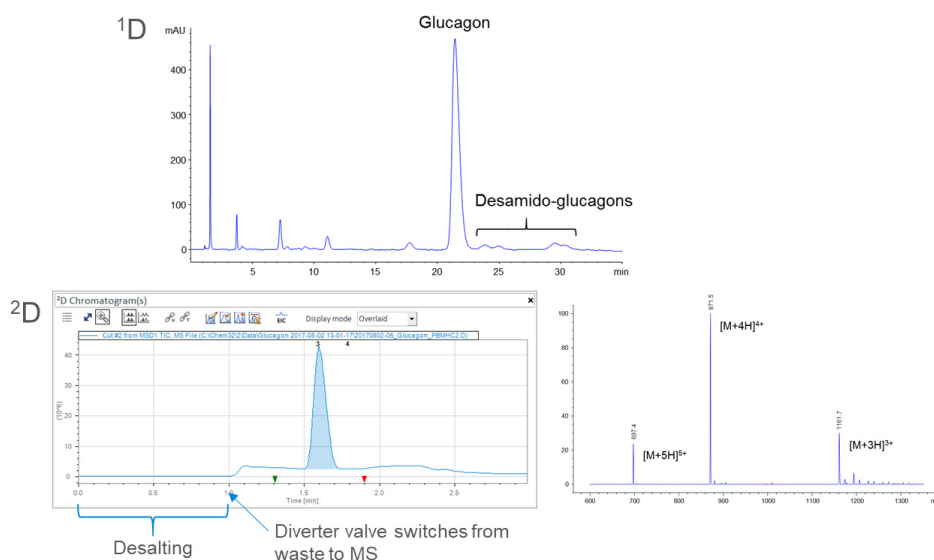 Glucagon
¹D
mAU
400
300
200
100
0
Desamido-glucagons
5
10
15
20
25
30
min
²D
²D Chromatogram(s)
EIC
Display mode
Overlaid
Cut #2 from MSD1 TIC, MS File (C:\Chem32\2\Data\Glucagon 2017-08-02 13-01-17\20170802-06_Glucagon_PBMHC2.D)
3
4
40
30
20
10
0
(10^6)
0.0
0.5
1.0
1.5
2.0
2.5
Time [min]
Desalting
Diverter valve switches from
waste to MS
100
80
60
40
20
0
871.5
[M+4H]⁴⁺
697.4
[M+5H]⁵⁺
1161.7
[M+3H]³⁺
600
700
800
900
1000
1100
1200
1300